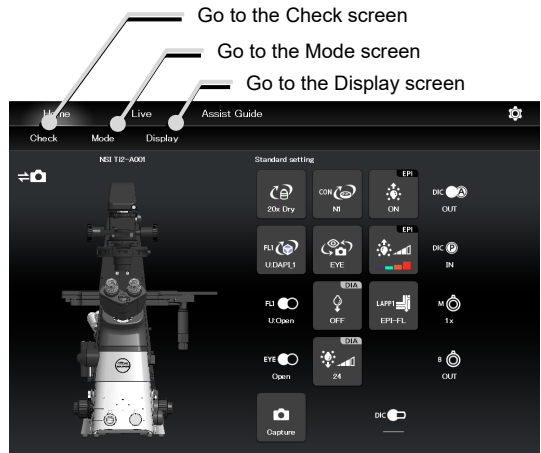 Go to the Check screen
Go to the Mode screen
Go to the Display screen
Home Live Assist Guide
Check Mode Display
NSI Ti2-A001 Standard setting
EPI
CON DIC A
20x Dry N1 ON OUT
EPI
FL1 DIC P
U:DAPI_1 EYE IN
DIA
FL1 LAPP1 M
U:Open OFF EPI-FL 1x
DIA
EYE B
Open 24 OUT
DIC
Capture